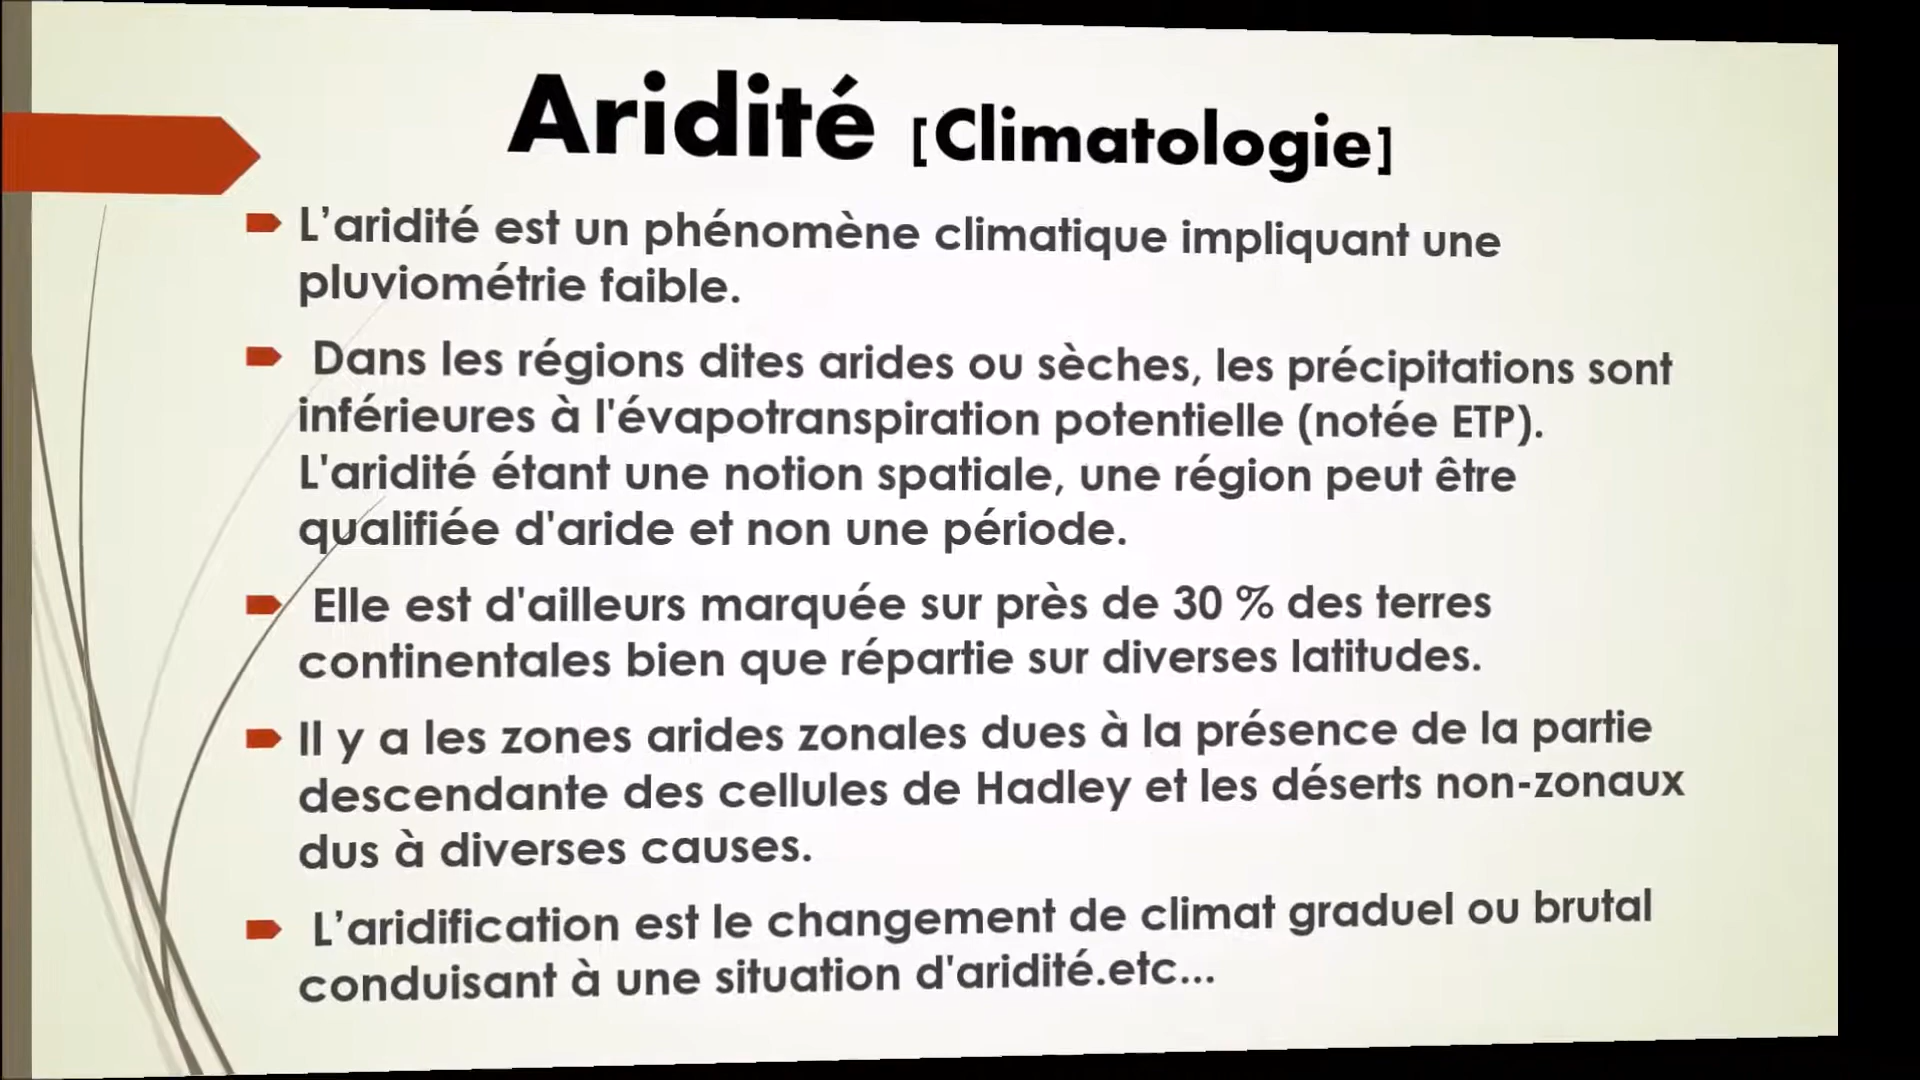 Aridité [Climatologie]
L’aridité est un phénomène climatique impliquant une
pluviométrie faible.
Dans les régions dites arides ou sèches, les précipitations sont
inférieures à l'évapotranspiration potentielle (notée ETP).
L'aridité étant une notion spatiale, une région peut être
qualifiée d'aride et non une période.
Elle est d'ailleurs marquée sur près de 30 % des terres
continentales bien que répartie sur diverses latitudes.
Il y a les zones arides zonales dues à la présence de la partie
descendante des cellules de Hadley et les déserts non-zonaux
dus à diverses causes.
L’aridification est le changement de climat graduel ou brutal
conduisant à une situation d'aridité.etc...